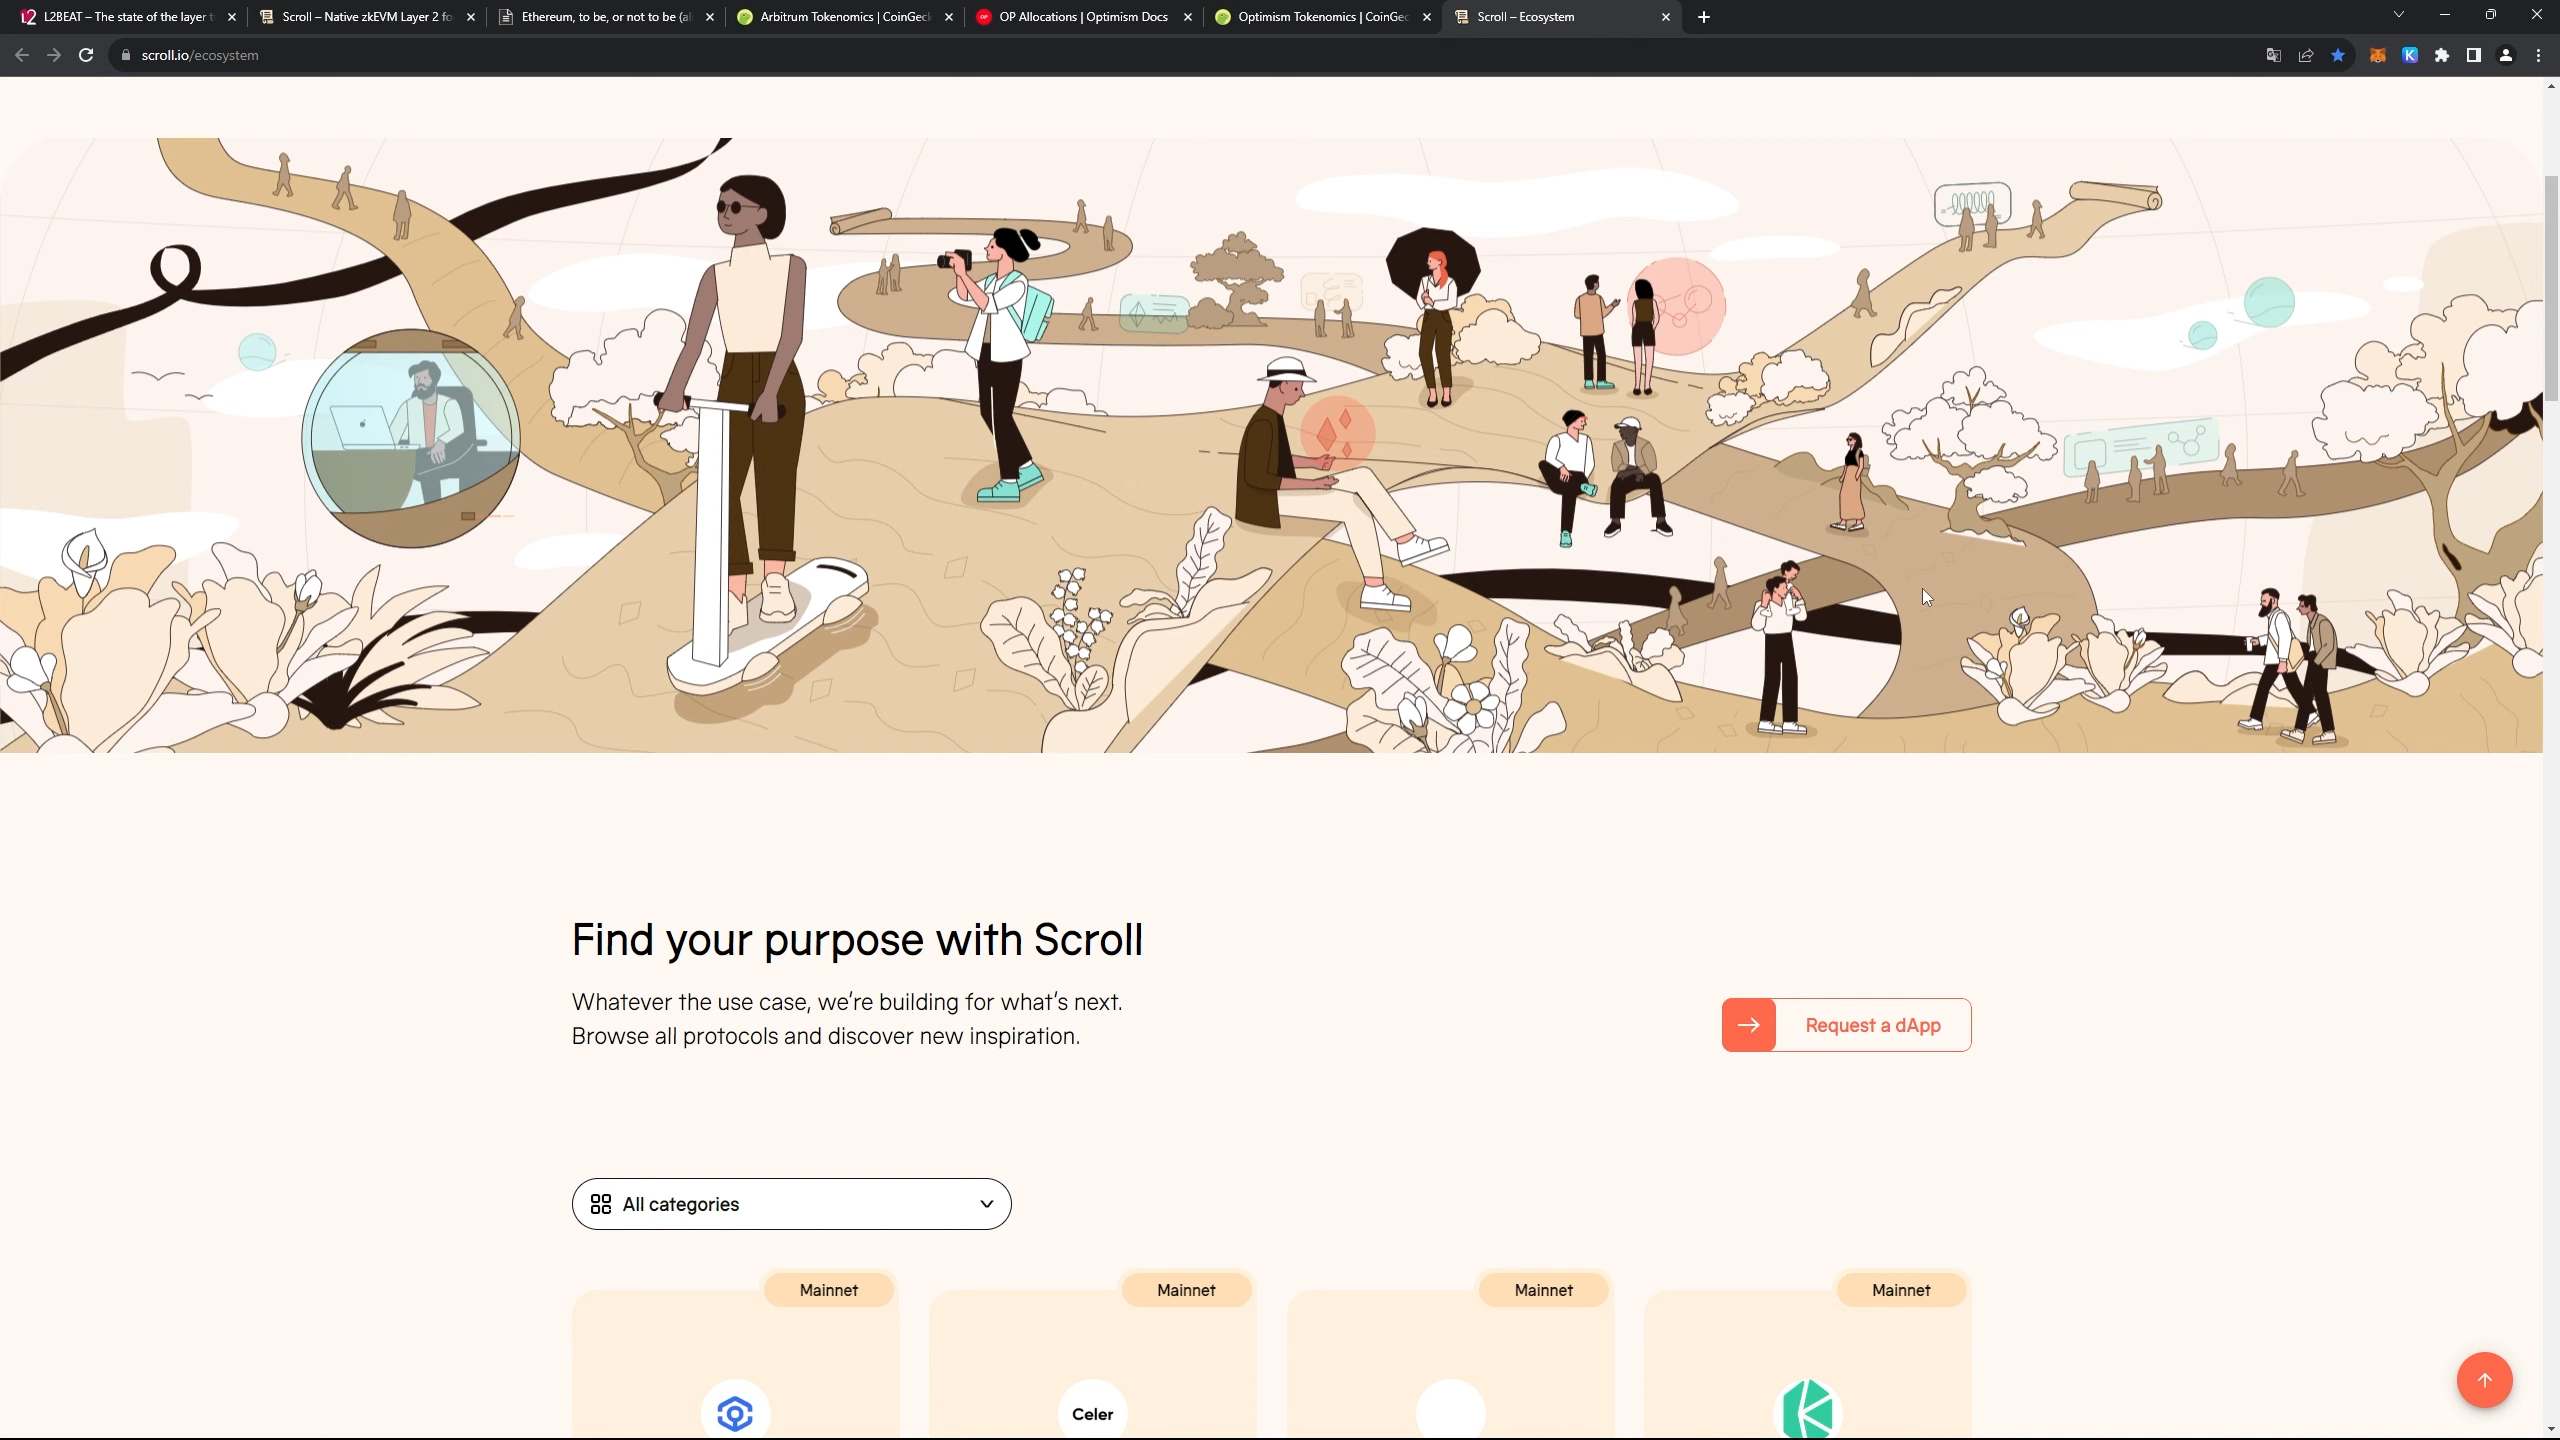 L2BEAT – The state of the layer
Scroll – Native zkEVM Layer 2 fo
Ethereum, to be, or not to be (al
Arbitrum Tokenomics | CoinGeck
OP Allocations | Optimism Docs
Optimism Tokenomics | CoinGec
Scroll – Ecosystem
scroll.io/ecosystem
Find your purpose with Scroll
Whatever the use case, we're building for what's next.
Browse all protocols and discover new inspiration.
Request a dApp
All categories
Mainnet
Mainnet
Mainnet
Mainnet
Celer